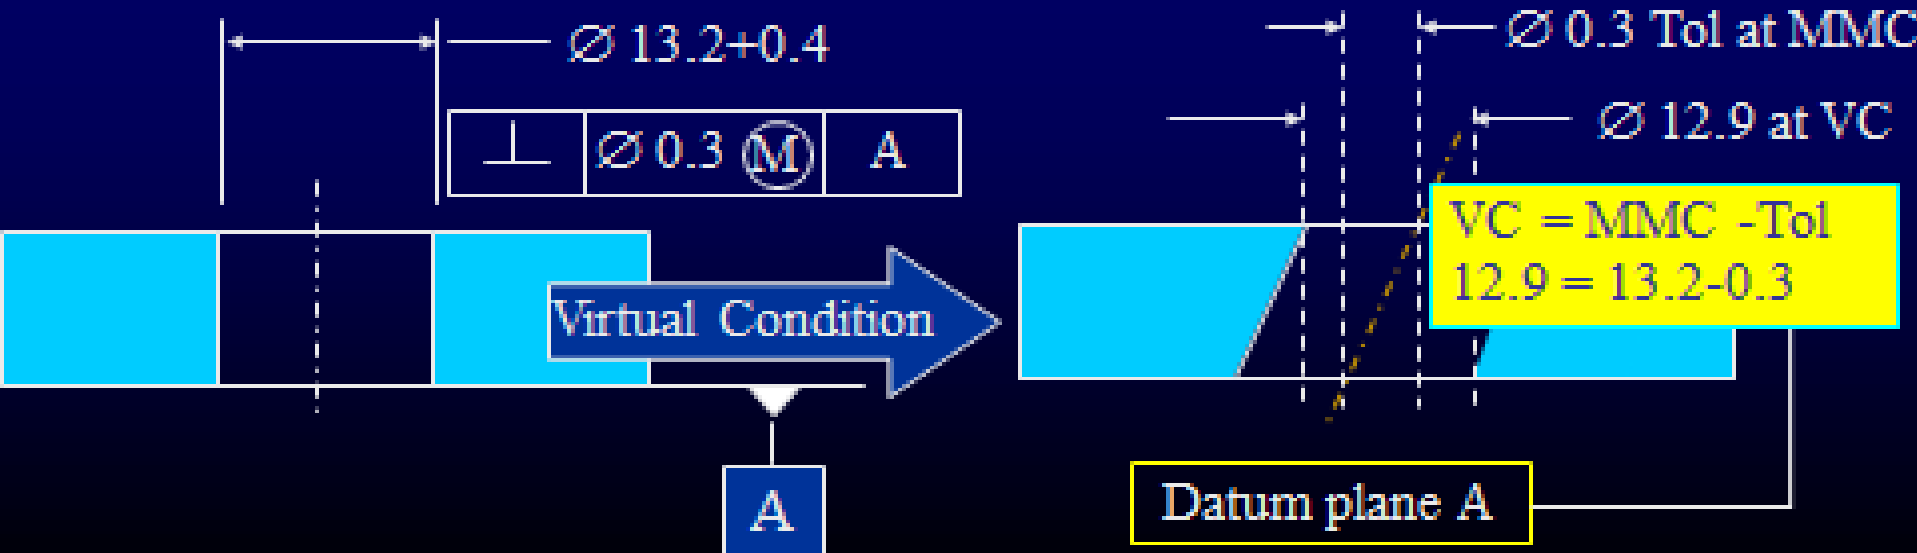 Ø 13.2+0.4
⊥ Ø 0.3 Ⓜ A
Virtual Condition
A
Ø 0.3 Tol at MMC
Ø 12.9 at VC
VC = MMC -Tol
12.9 = 13.2-0.3
Datum plane A